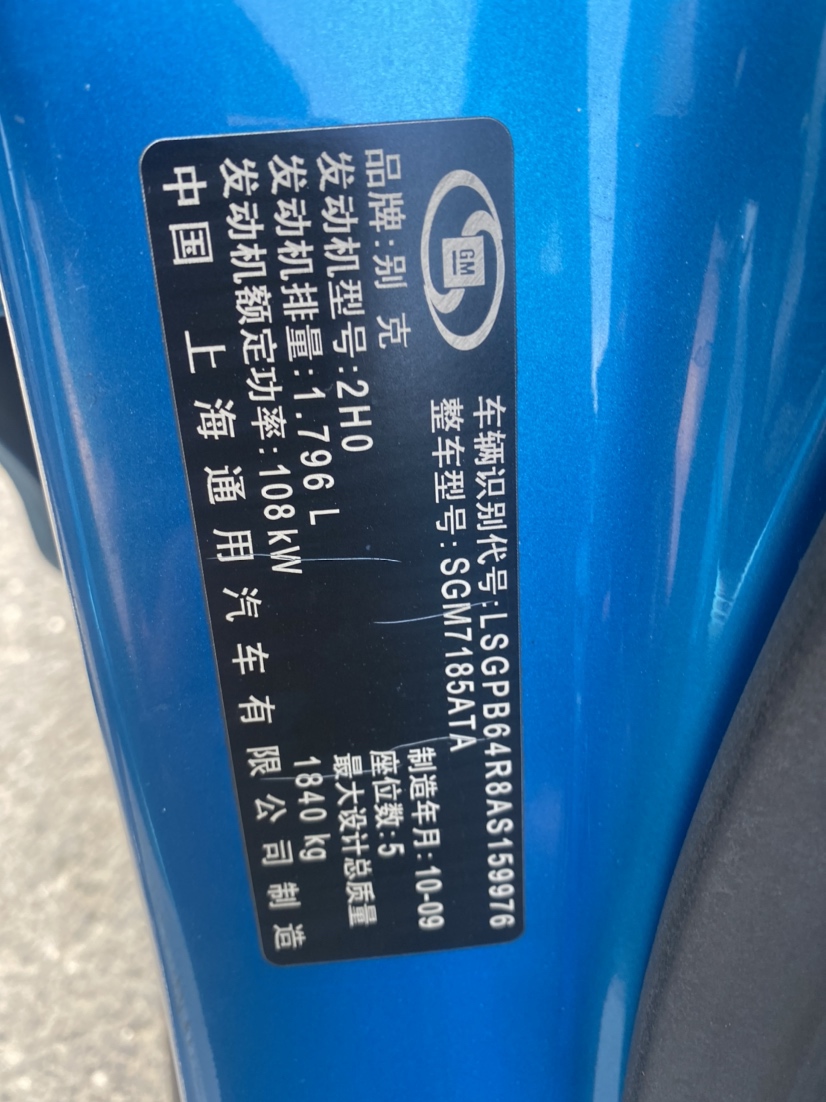 GM
车辆识别代号:LSGPB64R8AS159976
整车型号:SGM7185ATA
品牌:别 克
制造年月:10-09
发动机型号:2H0
座位数:5
发动机排量:1.796 L
最大设计总质量
发动机额定功率:108kW
1840 kg
中国 上海通用汽车有限公司制造